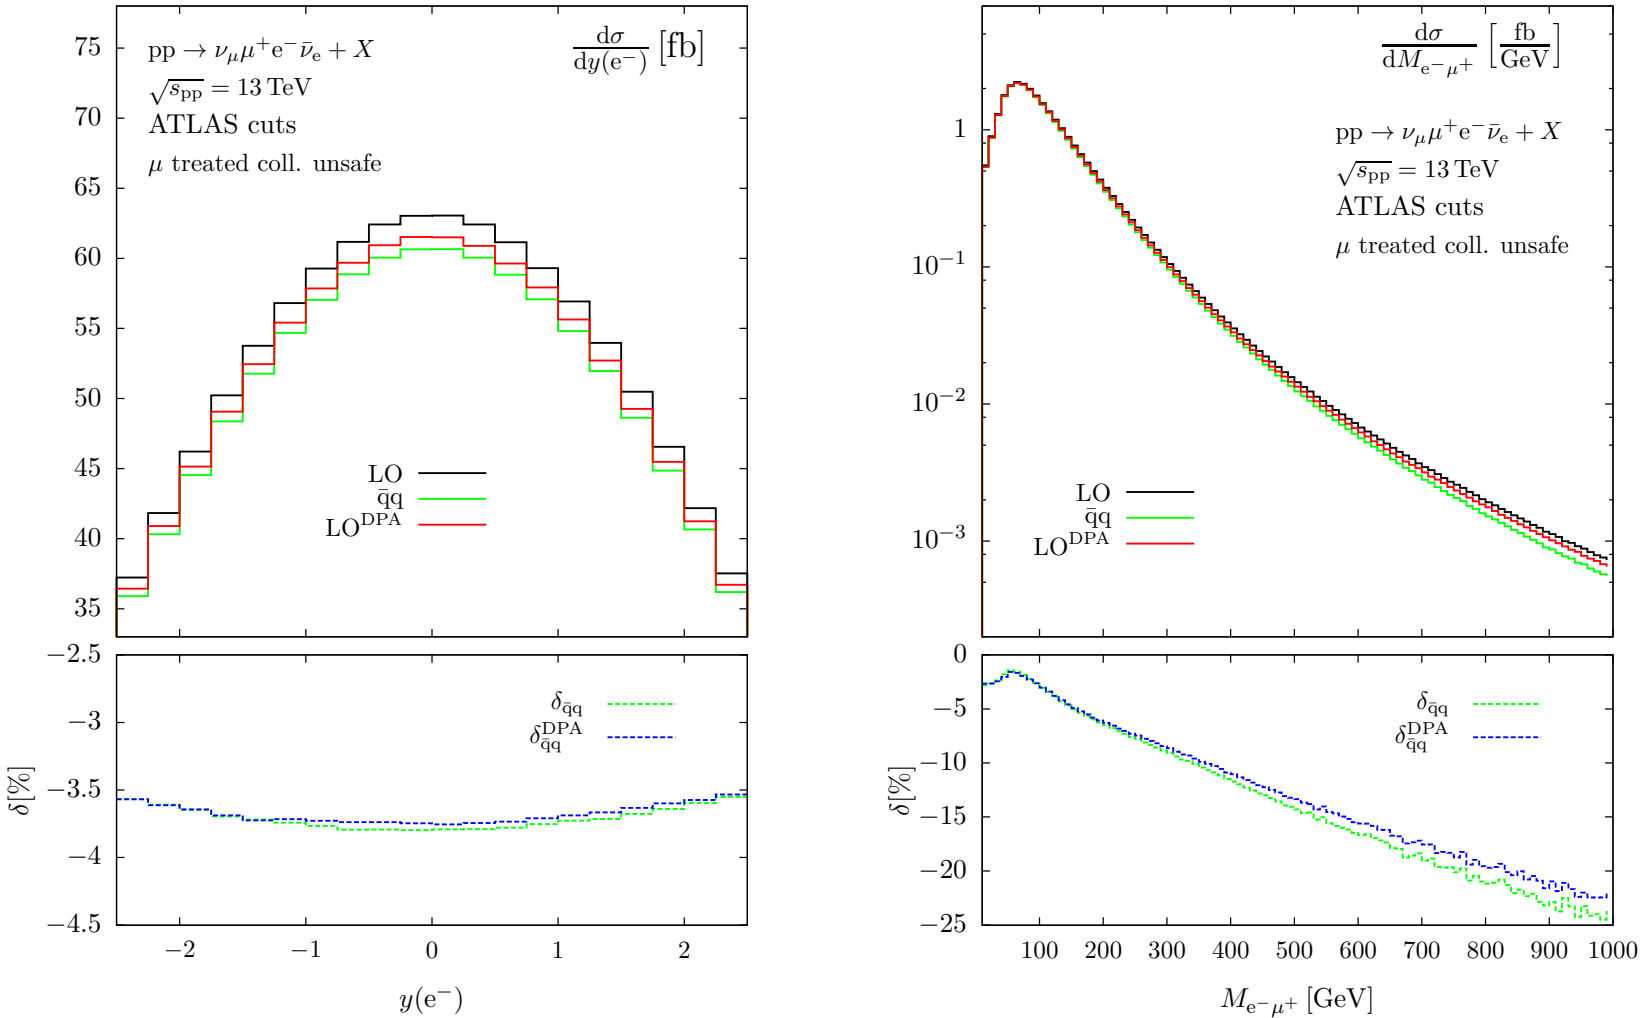 pp → ν_μ μ⁺ e⁻ ν̄_e + X
√s_pp = 13 TeV
ATLAS cuts
μ treated coll. unsafe
dσ/dy(e⁻) [fb]
75
70
65
60
55
50
45
40
35
LO
q̄q
LO^DPA
−2.5
−3
−3.5
−4
−4.5
δ[%]
δ_q̄q
δ_q̄q^DPA
−2 −1 0 1 2
y(e⁻)
dσ/dM_e⁻μ⁺ [fb/GeV]
pp → ν_μ μ⁺ e⁻ ν̄_e + X
√s_pp = 13 TeV
ATLAS cuts
μ treated coll. unsafe
1
10⁻¹
10⁻²
10⁻³
LO
q̄q
LO^DPA
0
−5
−10
−15
−20
−25
δ[%]
δ_q̄q
δ_q̄q^DPA
100 200 300 400 500 600 700 800 900 1000
M_e⁻μ⁺ [GeV]